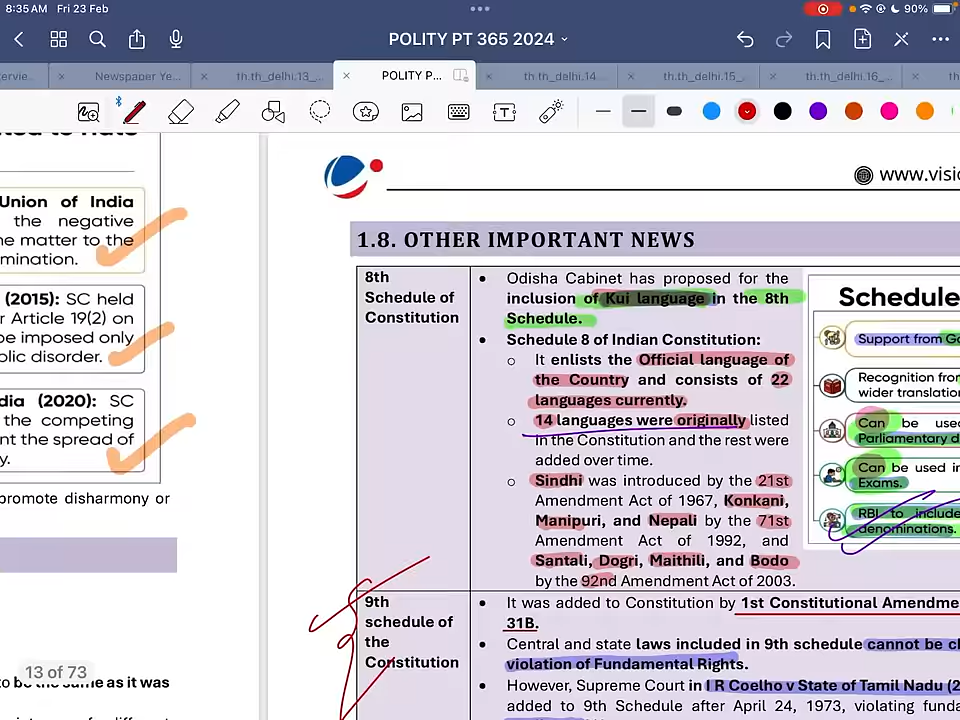 8:35 AM Fri 23 Feb
90%
POLITY PT 365 2024
Newspaper Ye...
th.th_delhi.13_...
POLITY P...
th.th_delhi.14...
th.th_delhi.15_...
th.th_delhi.16_...
Union of India
the negative
matter to the
mination.
(2015): SC held
Article 19(2) on
be imposed only
disorder.
(2020): SC
the competing
the spread of
promote disharmony or
13 of 73
to be the same as it was
www.visi
1.8. OTHER IMPORTANT NEWS
8th
Schedule of
Constitution
• Odisha Cabinet has proposed for the
inclusion of Kui language in the 8th
Schedule.
• Schedule 8 of Indian Constitution:
o It enlists the Official language of
the Country and consists of 22
languages currently.
o 14 languages were originally listed
in the Constitution and the rest were
added over time.
o Sindhi was introduced by the 21st
Amendment Act of 1967, Konkani,
Manipuri, and Nepali by the 71st
Amendment Act of 1992, and
Santali, Dogri, Maithili, and Bodo
by the 92nd Amendment Act of 2003.
Schedule
Support from
Recognition
wider
Can be
Parliamentary
Can be used
Exams.
RBI to include
denominations.
9th
schedule of
the
Constitution
• It was added to Constitution by 1st Constitutional
31B.
• Central and state laws included in 9th schedule cannot be
violation of Fundamental Rights.
• However, Supreme Court in I R Coelho v State of Tamil Nadu
added to 9th Schedule after April 24, 1973, violating